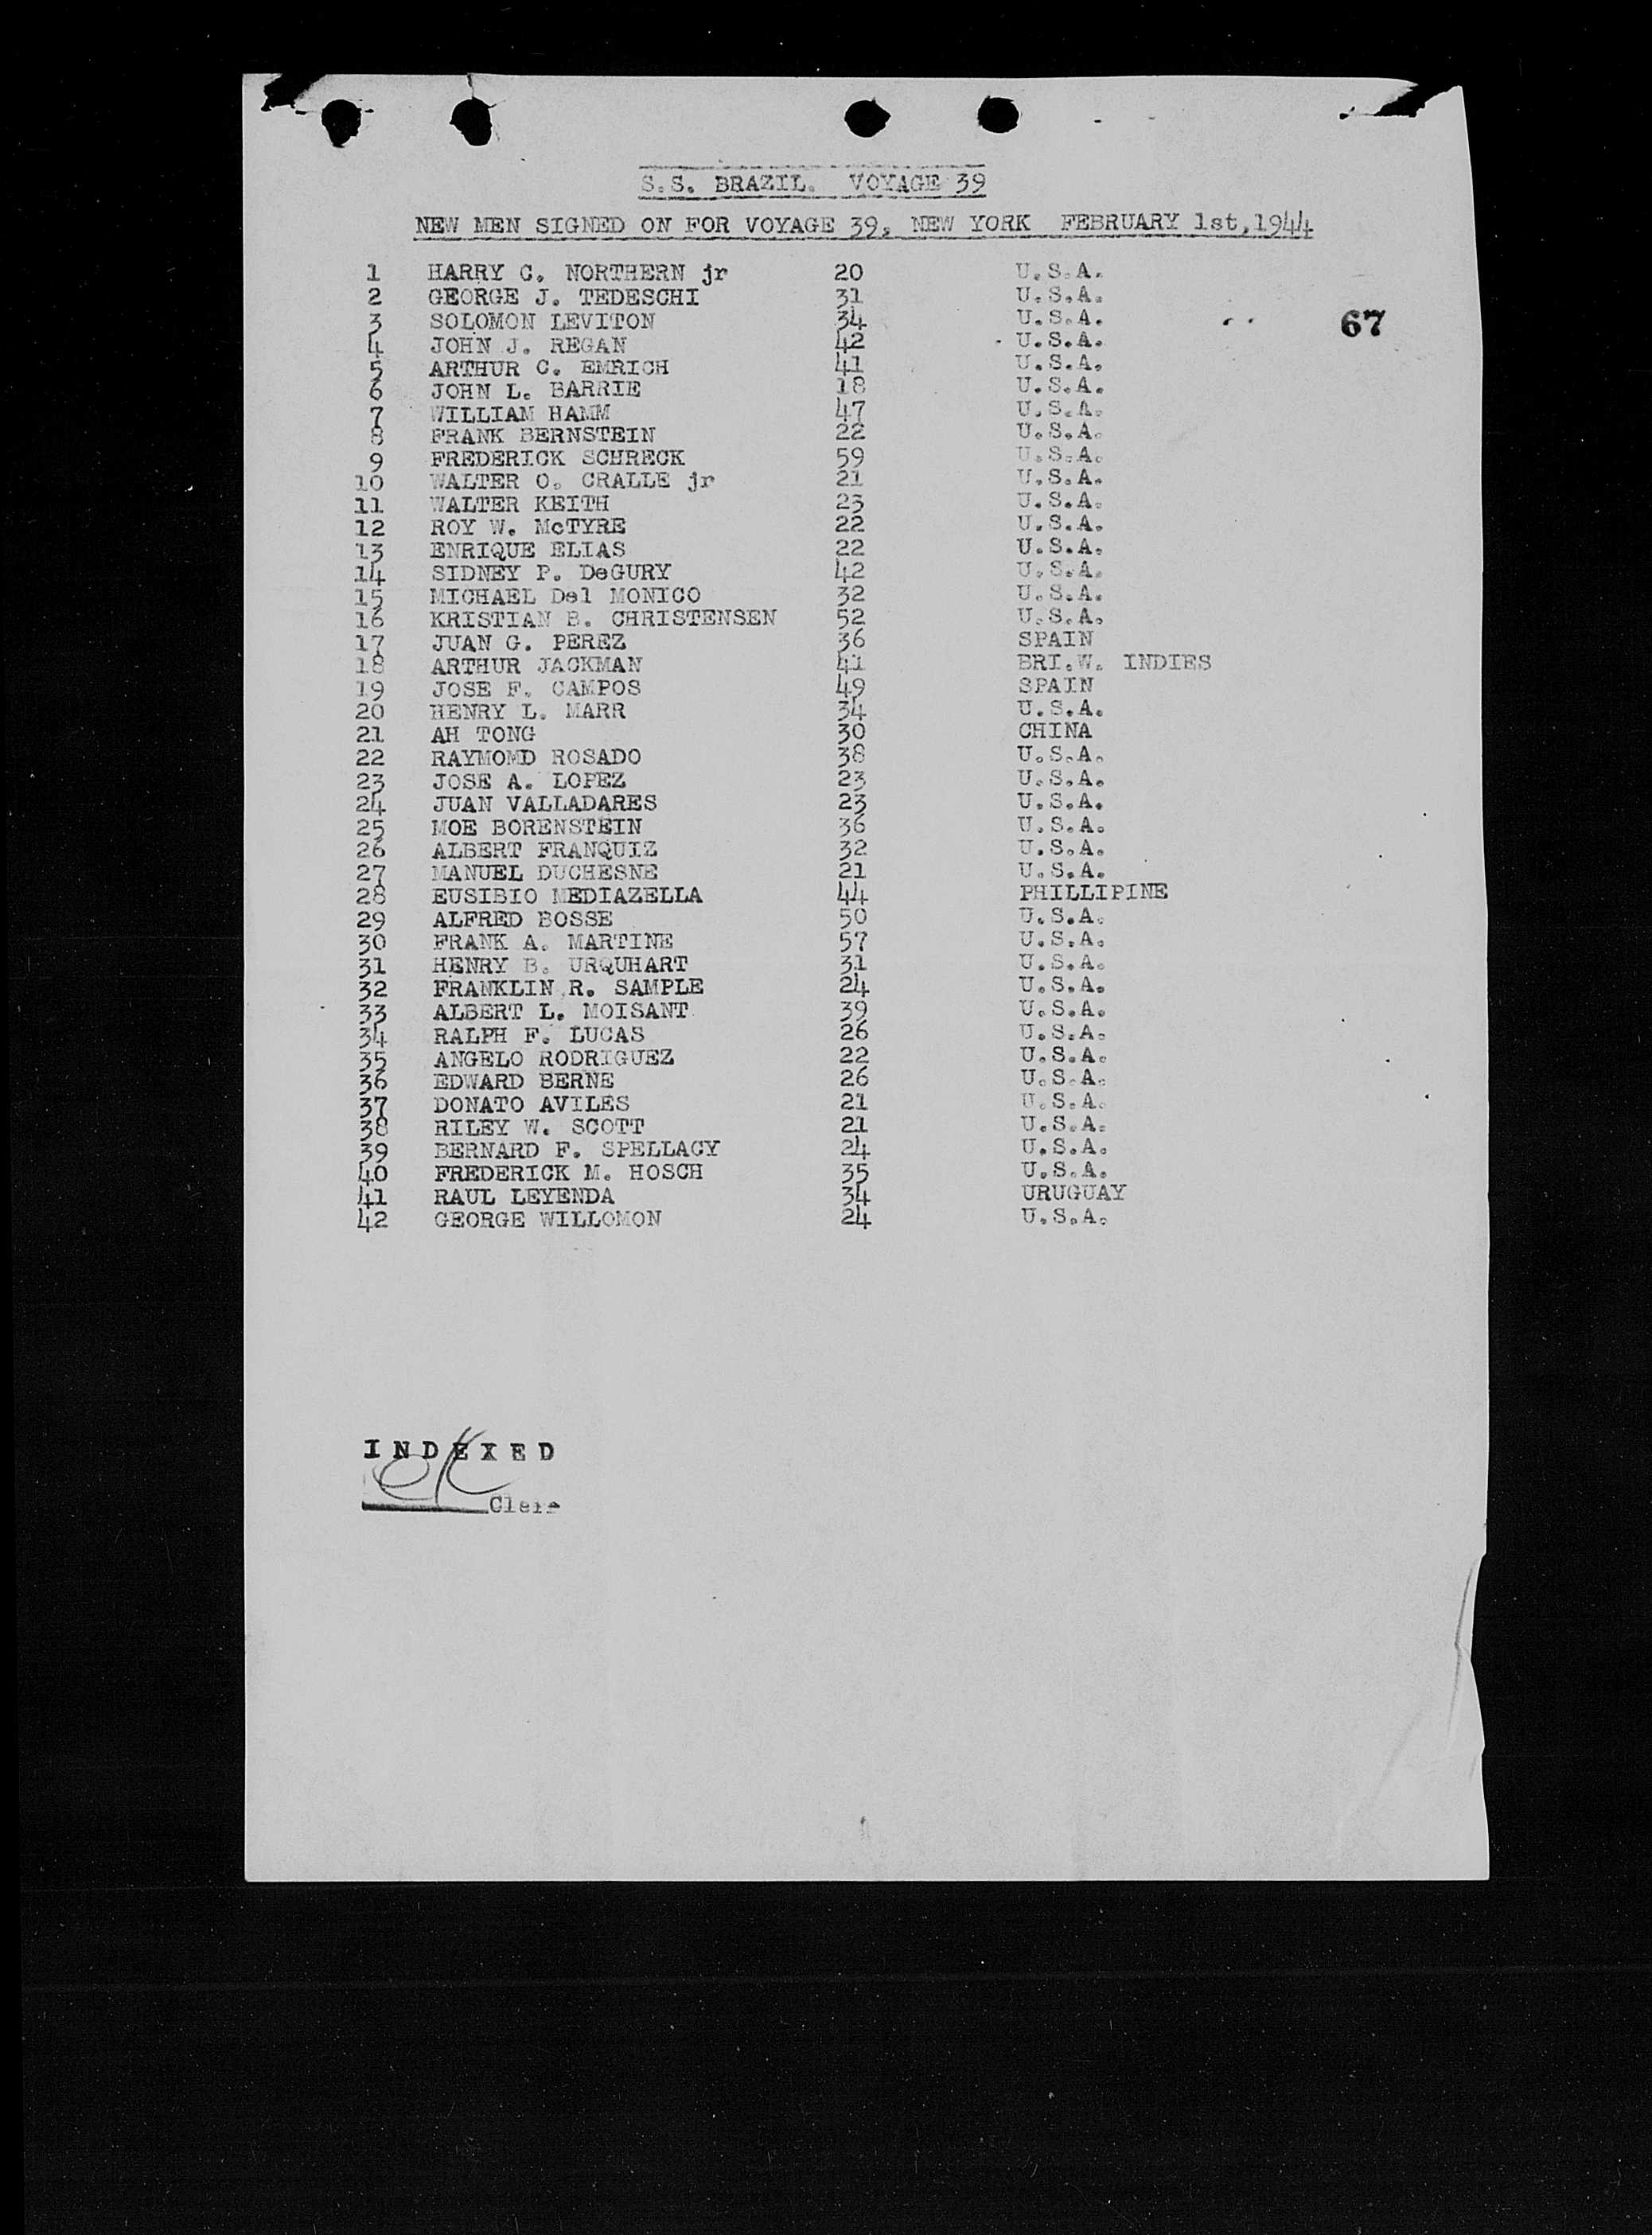 S.S. BRAZIL. VOYAGE 39
NEW MEN SIGNED ON FOR VOYAGE 39, NEW YORK FEBRUARY 1st,1944
1 HARRY C. NORTHERN jr 20 U.S.A.
2 GEORGE J. TEDESCHI 31 U.S.A.
67
3 SOLOMON LEVITON 34 U.S.A.
4 JOHN J. REGAN 42 U.S.A.
5 ARTHUR C. EMRICH 41 U.S.A.
6 JOHN L. BARRIE 18 U.S.A.
7 WILLIAM HAMM 47 U.S.A.
8 FRANK BERNSTEIN 22 U.S.A.
9 FREDERICK SCHRECK 59 U.S.A.
10 WALTER O. CRALLE jr 21 U.S.A.
11 WALTER KEITH 23 U.S.A.
12 ROY W. McTYRE 22 U.S.A.
13 ENRIQUE ELIAS 22 U.S.A.
14 SIDNEY P. DeGURY 42 U.S.A.
15 MICHAEL Del MONICO 32 U.S.A.
16 KRISTIAN B. CHRISTENSEN 52 U.S.A.
17 JUAN G. PEREZ 36 SPAIN
18 ARTHUR JACKMAN 41 BRI.W. INDIES
19 JOSE F. CAMPOS 49 SPAIN
20 HENRY L. MARR 34 U.S.A.
21 AH TONG 30 CHINA
22 RAYMOND ROSADO 38 U.S.A.
23 JOSE A. LOPEZ 23 U.S.A.
24 JUAN VALLADARES 23 U.S.A.
25 MOE BORENSTEIN 36 U.S.A.
26 ALBERT FRANQUIZ 32 U.S.A.
27 MANUEL DUCHESNE 21 U.S.A.
28 EUSIBIO MEDIAZELLA 44 PHILLIPINE
29 ALFRED BOSSE 50 U.S.A.
30 FRANK A. MARTINE 57 U.S.A.
31 HENRY B. URQUHART 31 U.S.A.
32 FRANKLIN R. SAMPLE 24 U.S.A.
33 ALBERT L. MOISANT 39 U.S.A.
34 RALPH F. LUCAS 26 U.S.A.
35 ANGELO RODRIGUEZ 22 U.S.A.
36 EDWARD BERNE 26 U.S.A.
37 DONATO AVILES 21 U.S.A.
38 RILEY W. SCOTT 21 U.S.A.
39 BERNARD F. SPELLACY 24 U.S.A.
40 FREDERICK M. HOSCH 35 U.S.A.
41 RAUL LEYENDA 34 URUGUAY
42 GEORGE WILLOMON 24 U.S.A.
INDEXED
Clerk